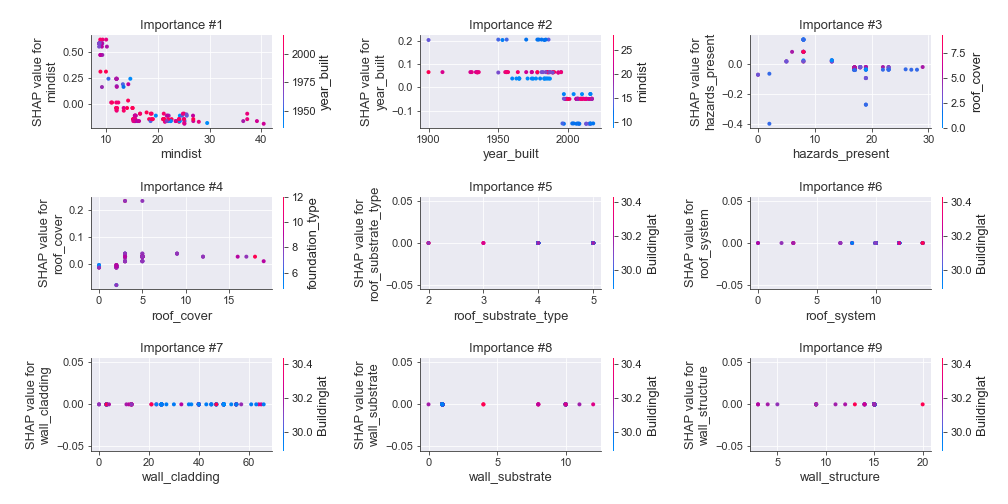 Importance #1
SHAP value for
mindist
0.50
0.25
0.00
10
20
30
40
mindist
2000
1975
1950
year_built
Importance #2
SHAP value for
year_built
0.2
0.1
0.0
−0.1
1900
1950
2000
year_built
25
20
15
10
mindist
Importance #3
SHAP value for
hazards_present
0.0
−0.2
−0.4
0
10
20
30
hazards_present
7.5
5.0
2.5
0.0
roof_cover
Importance #4
SHAP value for
roof_cover
0.2
0.1
0.0
0
5
10
15
roof_cover
12
10
8
6
foundation_type
Importance #5
SHAP value for
roof_substrate_type
0.05
0.00
−0.05
2
3
4
5
roof_substrate_type
30.4
30.2
30.0
Buildinglat
Importance #6
SHAP value for
roof_system
0.05
0.00
−0.05
0
5
10
roof_system
30.4
30.2
30.0
Buildinglat
Importance #7
SHAP value for
wall_cladding
0.05
0.00
−0.05
0
20
40
60
wall_cladding
30.4
30.2
30.0
Buildinglat
Importance #8
SHAP value for
wall_substrate
0.05
0.00
−0.05
0
5
10
wall_substrate
30.4
30.2
30.0
Buildinglat
Importance #9
SHAP value for
wall_structure
0.05
0.00
−0.05
5
10
15
20
wall_structure
30.4
30.2
30.0
Buildinglat